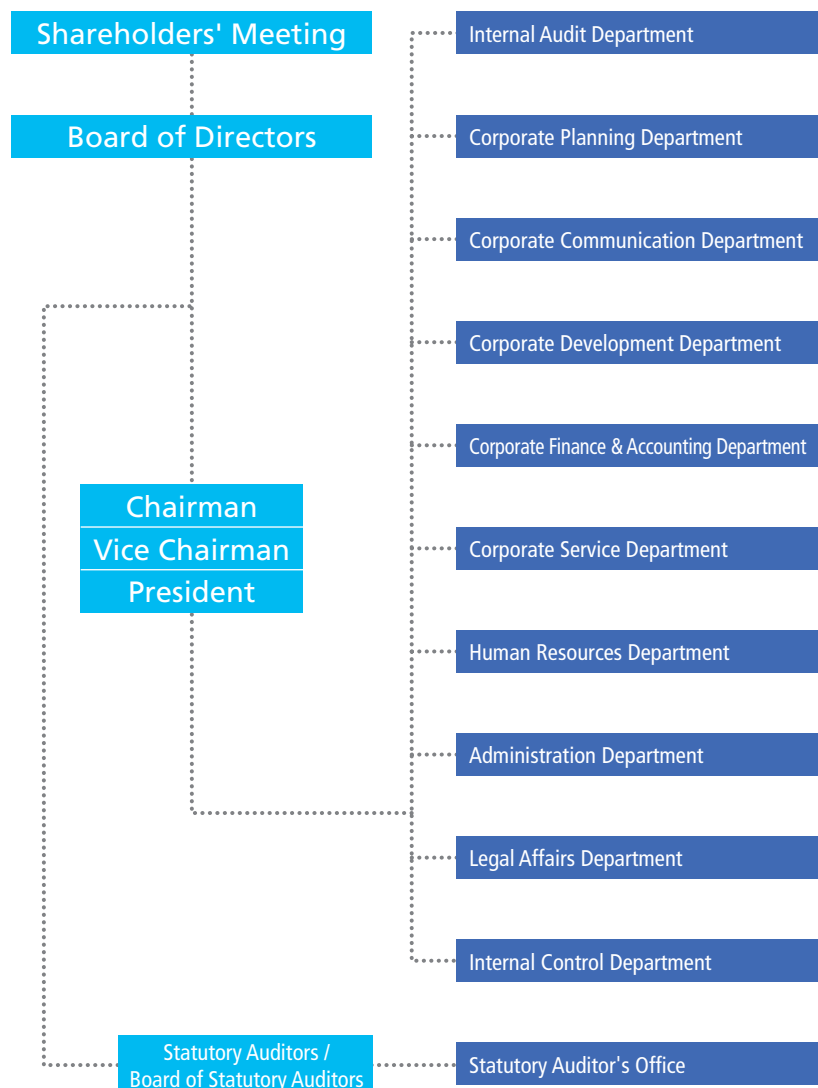 Shareholders' Meeting
Board of Directors
Chairman
Vice Chairman
President
Statutory Auditors /
Board of Statutory Auditors
Internal Audit Department
Corporate Planning Department
Corporate Communication Department
Corporate Development Department
Corporate Finance & Accounting Department
Corporate Service Department
Human Resources Department
Administration Department
Legal Affairs Department
Internal Control Department
Statutory Auditor's Office